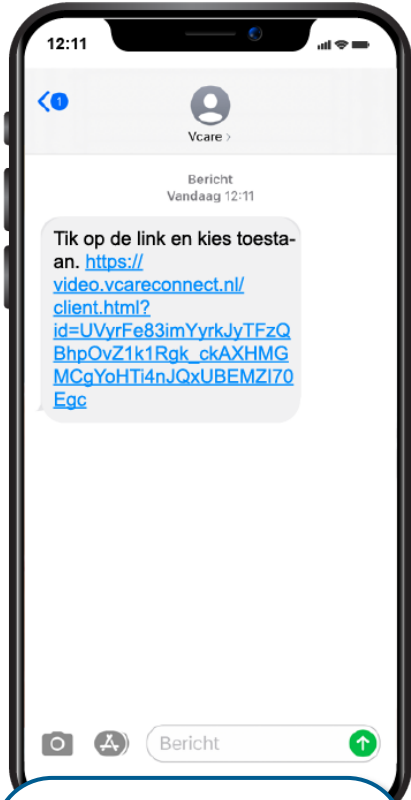 12:11
1
Vcare >
Bericht
Vandaag 12:11
Tik op de link en kies toesta-
an. https://
video.vcareconnect.nl/
client.html?
id=UVyrFe83imYyrkJyTFzQ
BhpOvZ1k1Rgk_ckAXHMG
MCgYoHTi4nJQxUBEMZI70
Egc
Bericht